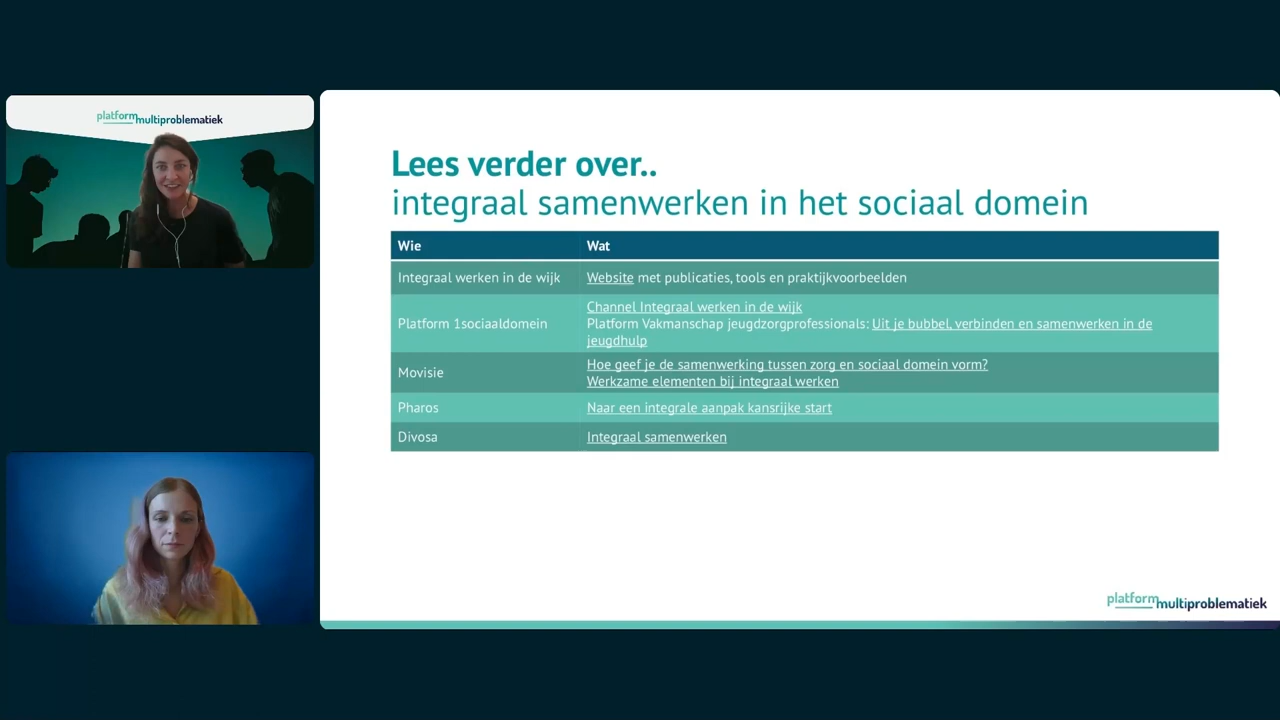 platform multiproblematiek
Lees verder over..
integraal samenwerken in het sociaal domein
Wie Wat
Integraal werken in de wijk Website met publicaties, tools en praktijkvoorbeelden
Platform 1sociaaldomein Channel Integraal werken in de wijk
Platform Vakmanschap jeugdzorgprofessionals: Uit je bubbel, verbinden en samenwerken in de
jeugdhulp
Movisie Hoe geef je de samenwerking tussen zorg en sociaal domein vorm?
Werkzame elementen bij integraal werken
Pharos Naar een integrale aanpak kansrijke start
Divosa Integraal samenwerken
platform multiproblematiek